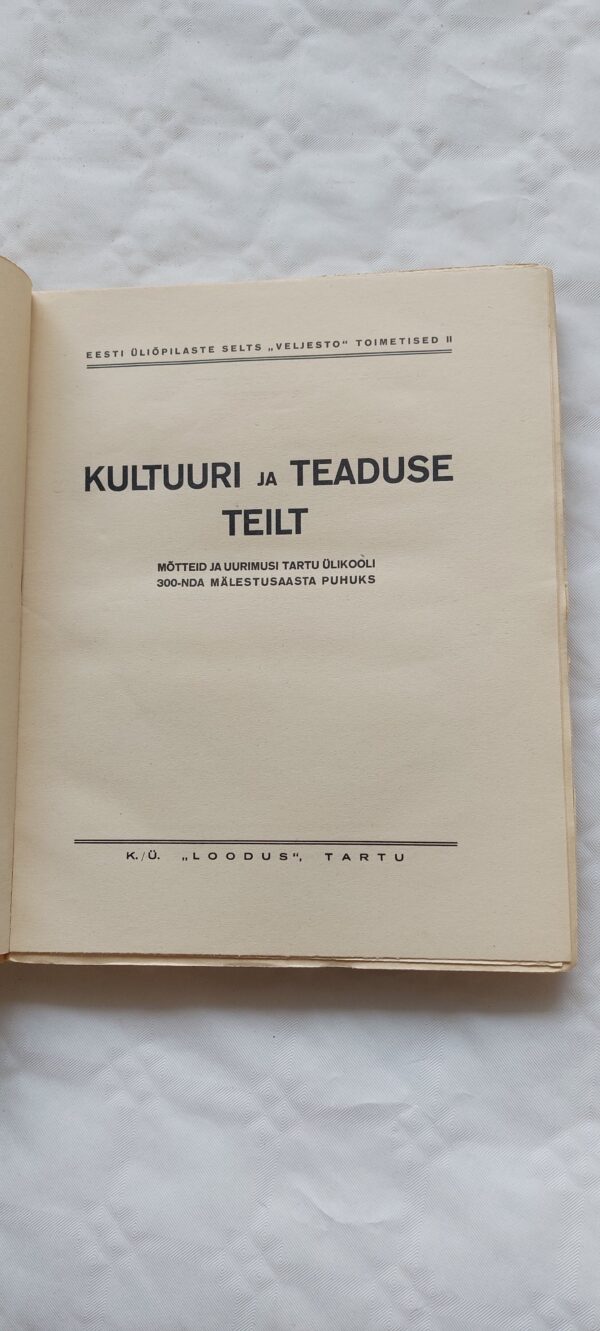 EESTI ÜLIÕPILASTE SELTS „VELJESTO“ TOIMETISED II
KULTUURI JA TEADUSE
TEILT
MÕTTEID JA UURIMUSI TARTU ÜLIKOOLI
300-NDA MÄLESTUSAASTA PUHUKS
K./Ü. „LOODUS“, TARTU